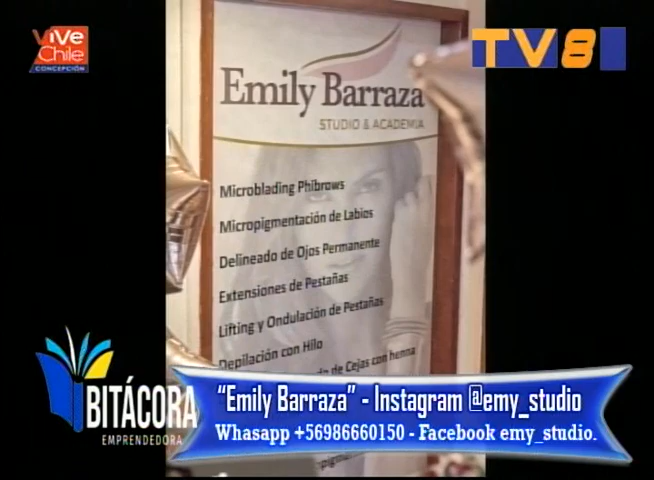 ViVe
Chile
CONCEPCIÓN
TV8
Emily Barraza
STUDIO & ACADEMIA
Microblading Phibrows
Micropigmentación de Labios
Delineado de Ojos Permanente
Extensiones de Pestañas
Lifting y Ondulación de Pestañas
Depilación con Hilo
de Cejas con henna
BITÁCORA
EMPRENDEDORA
“Emily Barraza” - Instagram @emy_studio
Whasapp +56986660150 - Facebook emy_studio.